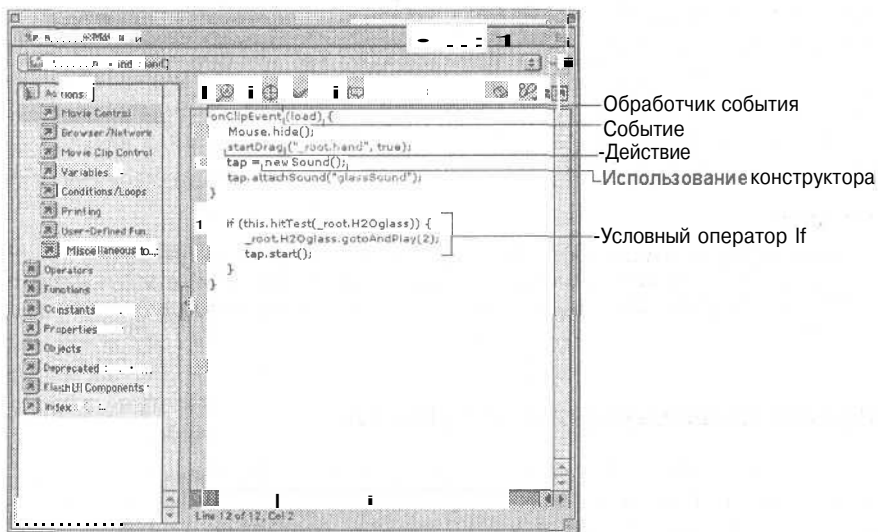 Actions
Movie Control
Browser/Network
Movie Clip Control
Variables
Conditions/Loops
Printing
User-Defined Fun.
Miscellaneous
Operators
Functions
Constants
Properties
Objects
Deprecated
Flash UI Components
Index
onClipEvent (load) {
Mouse.hide();
startDrag("_root.hand", true);
tap = new Sound();
tap.attachSound("glassSound");
}
if (this.hitTest(_root.H2Oglass)) {
_root.H2Oglass.gotoAndPlay(2);
tap.start();
}
}
Line 12 of 12, Col 2
Обработчик события
Событие
-Действие
Использование конструктора
-Условный оператор If